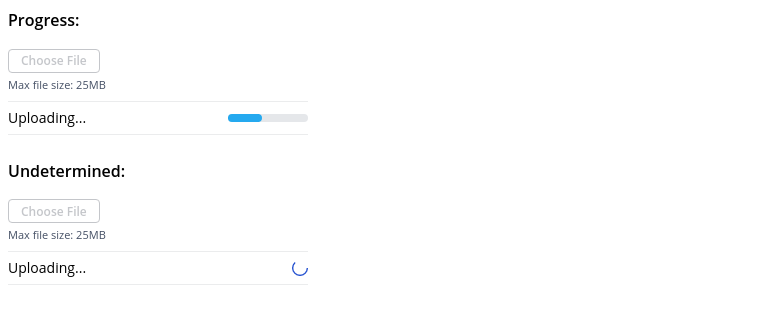 Progress:
Choose File
Max file size: 25MB
Uploading...
Undetermined:
Choose File
Max file size: 25MB
Uploading...